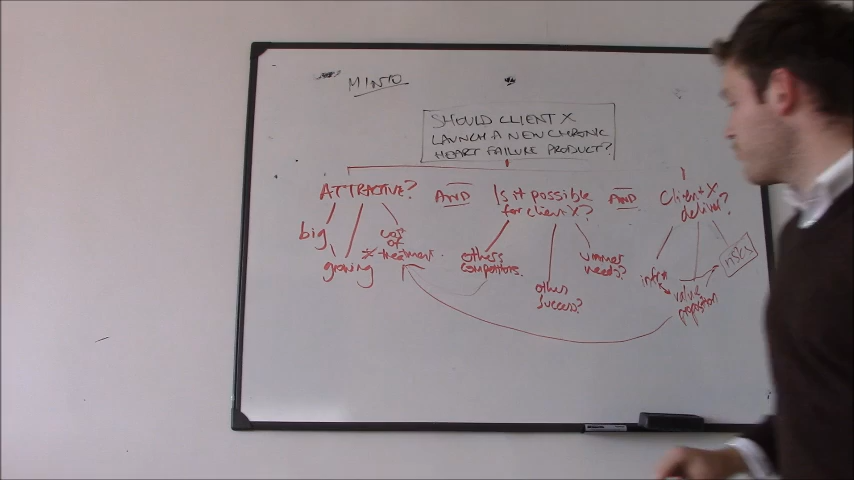 MINTO
SHOULD CLIENT X
LAUNCH A NEW CHRONIC
HEART FAILURE PRODUCT?
ATTRACTIVE?
AND
Is it possible
for client X?
AND
Client X
deliver?
big
growing
cost
of
treatment
others
competitors.
other
success?
unmet
needs?
infra
value
proposition
risks